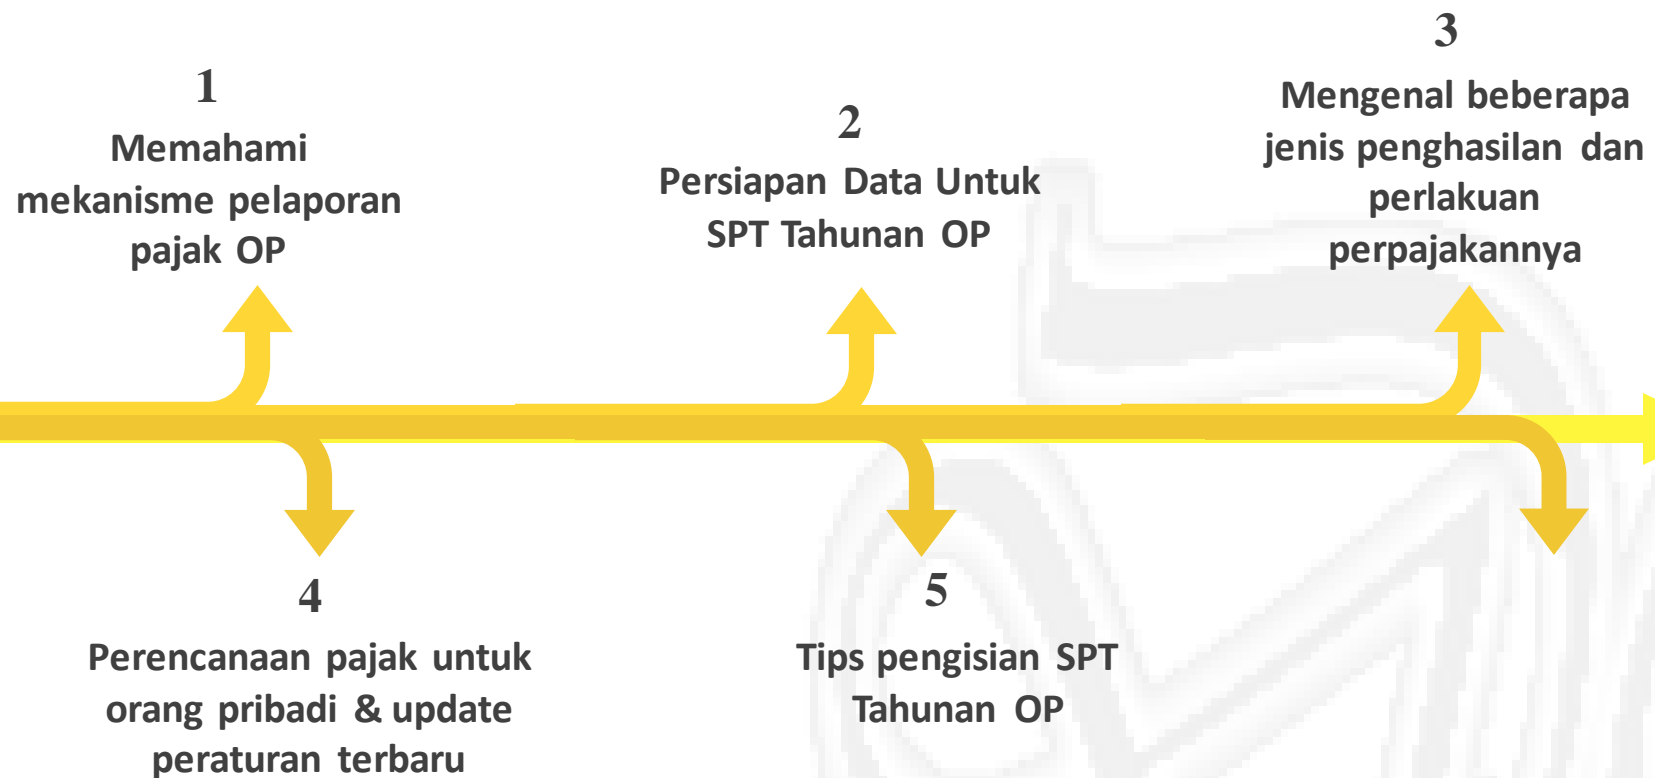 1
Memahami
mekanisme pelaporan
pajak OP
2
Persiapan Data Untuk
SPT Tahunan OP
3
Mengenal beberapa
jenis penghasilan dan
perlakuan
perpajakannya
4
Perencanaan pajak untuk
orang pribadi & update
peraturan terbaru
5
Tips pengisian SPT
Tahunan OP